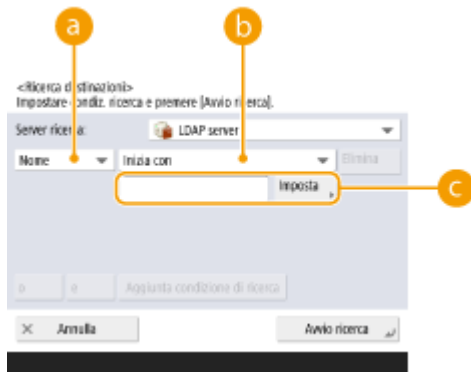 a b
<Ricerca destinazioni>
Impostare condiz. ricerca e premere [Avvio ricerca].
Server ricerca: LDAP server
Nome Inizia con Elimina
Imposta
c
o e Aggiunta condizione di ricerca
× Annulla Avvio ricerca